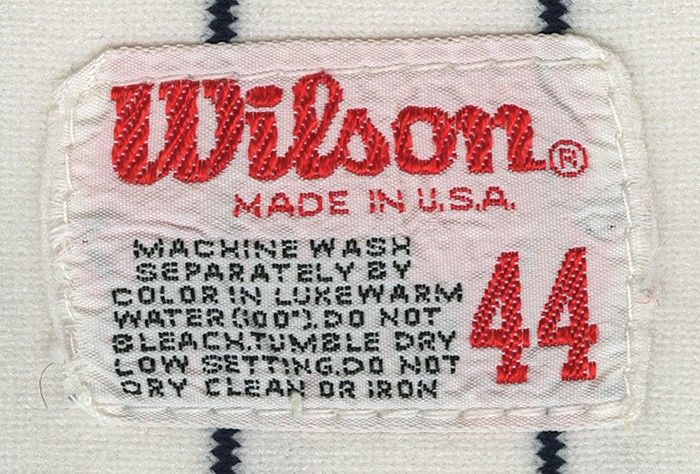 Wilson®
MADE IN U.S.A.
MACHINE WASH
SEPARATELY BY
COLOR IN LUKEWARM
WATER(100°).DO NOT
BLEACH.TUMBLE DRY
LOW SETTING.DO NOT
DRY CLEAN OR IRON
44